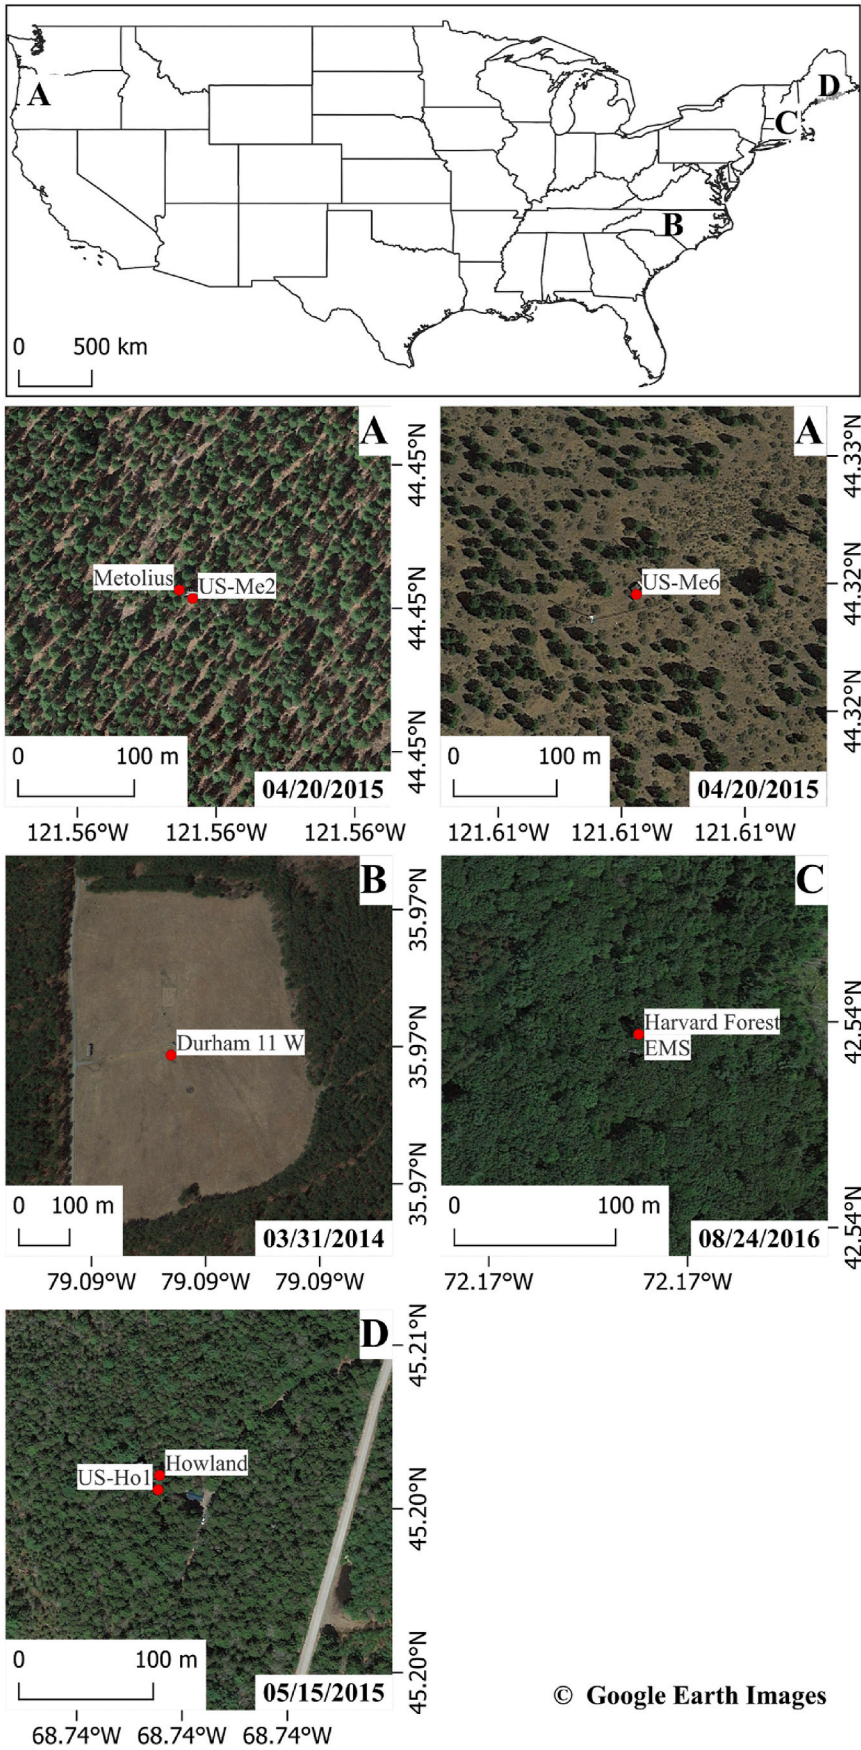 A
D
C
B
0 500 km
A
44.45°N
Metolius
US-Me2
44.45°N
44.45°N
0 100 m
04/20/2015
121.56°W 121.56°W 121.56°W
A
44.33°N
US-Me6
44.32°N
44.32°N
0 100 m
04/20/2015
121.61°W 121.61°W 121.61°W
B
35.97°N
Durham 11 W
35.97°N
35.97°N
0 100 m
03/31/2014
79.09°W 79.09°W 79.09°W
C
Harvard Forest
EMS
42.54°N
42.54°N
0 100 m
08/24/2016
72.17°W 72.17°W
D
45.21°N
Howland
US-Ho1
45.20°N
45.20°N
0 100 m
05/15/2015
68.74°W 68.74°W 68.74°W
© Google Earth Images